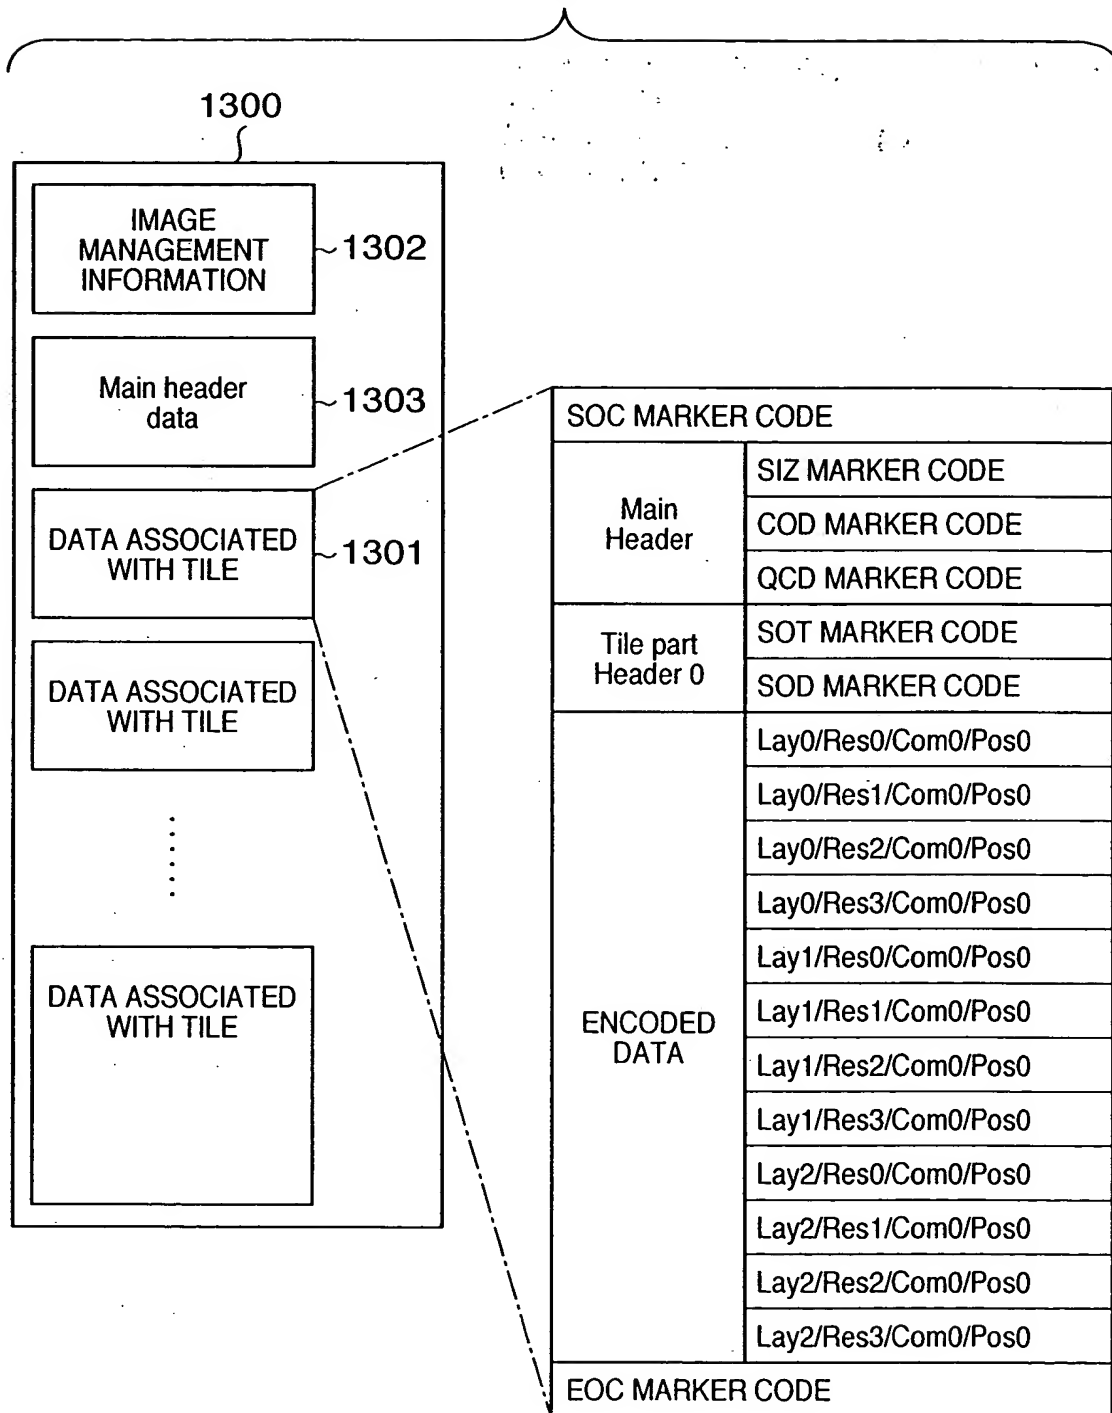 1300
IMAGE
MANAGEMENT
INFORMATION
1302
Main header
data
1303
DATA ASSOCIATED
WITH TILE
1301
DATA ASSOCIATED
WITH TILE
DATA ASSOCIATED
WITH TILE
SOC MARKER CODE
Main
Header
SIZ MARKER CODE
COD MARKER CODE
QCD MARKER CODE
Tile part
Header 0
SOT MARKER CODE
SOD MARKER CODE
ENCODED
DATA
Lay0/Res0/Com0/Pos0
Lay0/Res1/Com0/Pos0
Lay0/Res2/Com0/Pos0
Lay0/Res3/Com0/Pos0
Lay1/Res0/Com0/Pos0
Lay1/Res1/Com0/Pos0
Lay1/Res2/Com0/Pos0
Lay1/Res3/Com0/Pos0
Lay2/Res0/Com0/Pos0
Lay2/Res1/Com0/Pos0
Lay2/Res2/Com0/Pos0
Lay2/Res3/Com0/Pos0
EOC MARKER CODE